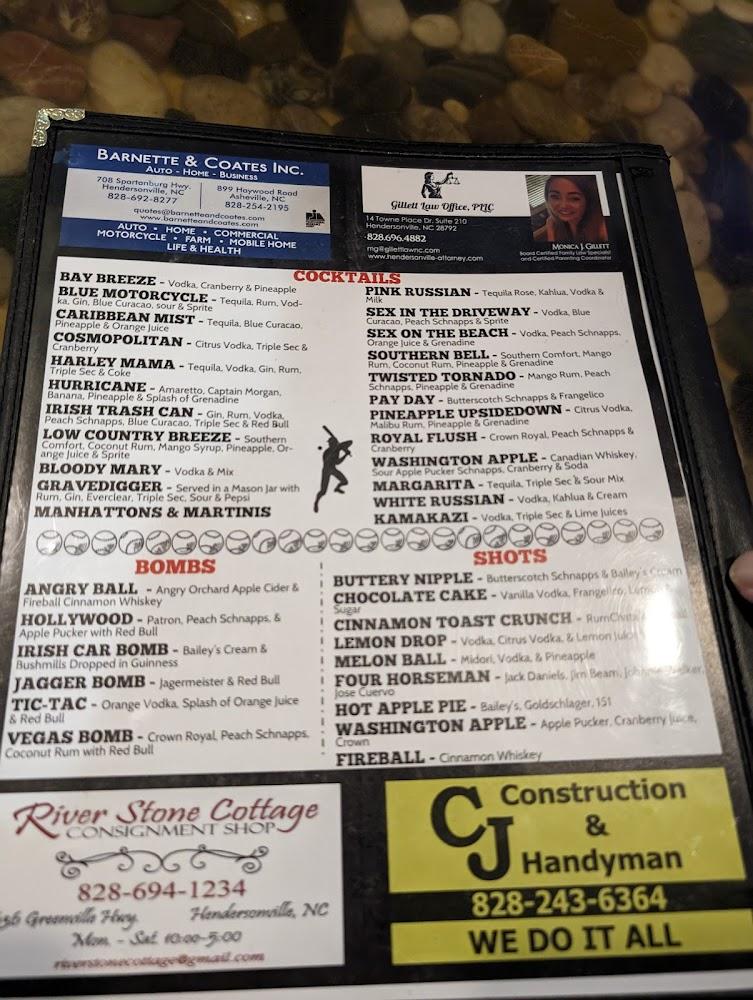 BARNETTE & COATES INC.
AUTO - HOME - BUSINESS
708 Spartanburg Hwy.
Hendersonville, NC
828-692-8277
899 Haywood Road
Asheville, NC
828-254-2195
quotes@barnetteandcoates.com
www.barnetteandcoates.com
AUTO • HOME • COMMERCIAL
MOTORCYCLE • FARM • MOBILE HOME
LIFE & HEALTH
Gillett Law Office, PLLC
14 Towne Place Dr. Suite 210
Hendersonville, NC 28792
828.696.4882
mg@gillettlawnc.com
www.hendersonville-attorney.com
MONICA J. GILLETT
Board Certified Family Law Specialist
and Certified Parenting Coordinator
COCKTAILS
BAY BREEZE - Vodka, Cranberry & Pineapple
BLUE MOTORCYCLE - Tequila, Rum, Vod-
ka, Gin, Blue Curacao, sour & Sprite
CARIBBEAN MIST - Tequila, Blue Curacao,
Pineapple & Orange Juice
COSMOPOLITAN - Citrus Vodka, Triple Sec &
Cranberry
HARLEY MAMA - Tequila, Vodka, Gin, Rum,
Triple Sec & Coke
HURRICANE - Amaretto, Captain Morgan,
Banana, Pineapple & Splash of Grenadine
IRISH TRASH CAN - Gin, Rum, Vodka,
Peach Schnapps, Blue Curacao, Triple Sec & Red Bull
LOW COUNTRY BREEZE - Southern
Comfort, Coconut Rum, Mango Syrup, Pineapple, Or-
ange Juice & Sprite
BLOODY MARY - Vodka & Mix
GRAVEDIGGER - Served in a Mason Jar with
Rum, Gin, Everclear, Triple Sec, Sour & Pepsi
MANHATTONS & MARTINIS
PINK RUSSIAN - Tequila Rose, Kahlua, Vodka &
Milk
SEX IN THE DRIVEWAY - Vodka, Blue
Curacao, Peach Schnapps & Sprite
SEX ON THE BEACH - Vodka, Peach Schnapps,
Orange Juice & Grenadine
SOUTHERN BELL - Southern Comfort, Mango
Rum, Coconut Rum, Pineapple & Grenadine
TWISTED TORNADO - Mango Rum, Peach
Schnapps, Pineapple & Grenadine
PAY DAY - Butterscotch Schnapps & Frangelico
PINEAPPLE UPSIDEDOWN - Citrus Vodka,
Malibu Rum, Pineapple & Grenadine
ROYAL FLUSH - Crown Royal, Peach Schnapps &
Cranberry
WASHINGTON APPLE - Canadian Whiskey,
Sour Apple Pucker Schnapps, Cranberry & Soda
MARGARITA - Tequila, Triple Sec & Sour Mix
WHITE RUSSIAN - Vodka, Kahlua & Cream
KAMAKAZI - Vodka, Triple Sec & Lime Juices
BOMBS
ANGRY BALL - Angry Orchard Apple Cider &
Fireball Cinnamon Whiskey
HOLLYWOOD - Patron, Peach Schnapps, &
Apple Pucker with Red Bull
IRISH CAR BOMB - Bailey's Cream &
Bushmills Dropped in Guinness
JAGGER BOMB - Jagermeister & Red Bull
TIC-TAC - Orange Vodka, Splash of Orange Juice
& Red Bull
VEGAS BOMB - Crown Royal, Peach Schnapps,
Coconut Rum with Red Bull
SHOTS
BUTTERY NIPPLE - Butterscotch Schnapps & Bailey's Cream
CHOCOLATE CAKE - Vanilla Vodka, Frangelico, Lemon
Sugar
CINNAMON TOAST CRUNCH -
LEMON DROP - Vodka, Citrus Vodka, & Lemon Juice
MELON BALL - Midori, Vodka, & Pineapple
FOUR HORSEMAN - Jack Daniels, Jim Beam, Johnnie Walker,
Jose Cuervo
HOT APPLE PIE - Bailey's, Goldschlager, 151
WASHINGTON APPLE - Apple Pucker, Cranberry Juice,
Crown
FIREBALL - Cinnamon Whiskey
River Stone Cottage
CONSIGNMENT SHOP
828-694-1234
Greenville Hwy. Hendersonville, NC
Mon. - Sat. 10:00-5:00
riverstonecottage@gmail.com
CJ Construction
&
Handyman
828-243-6364
WE DO IT ALL